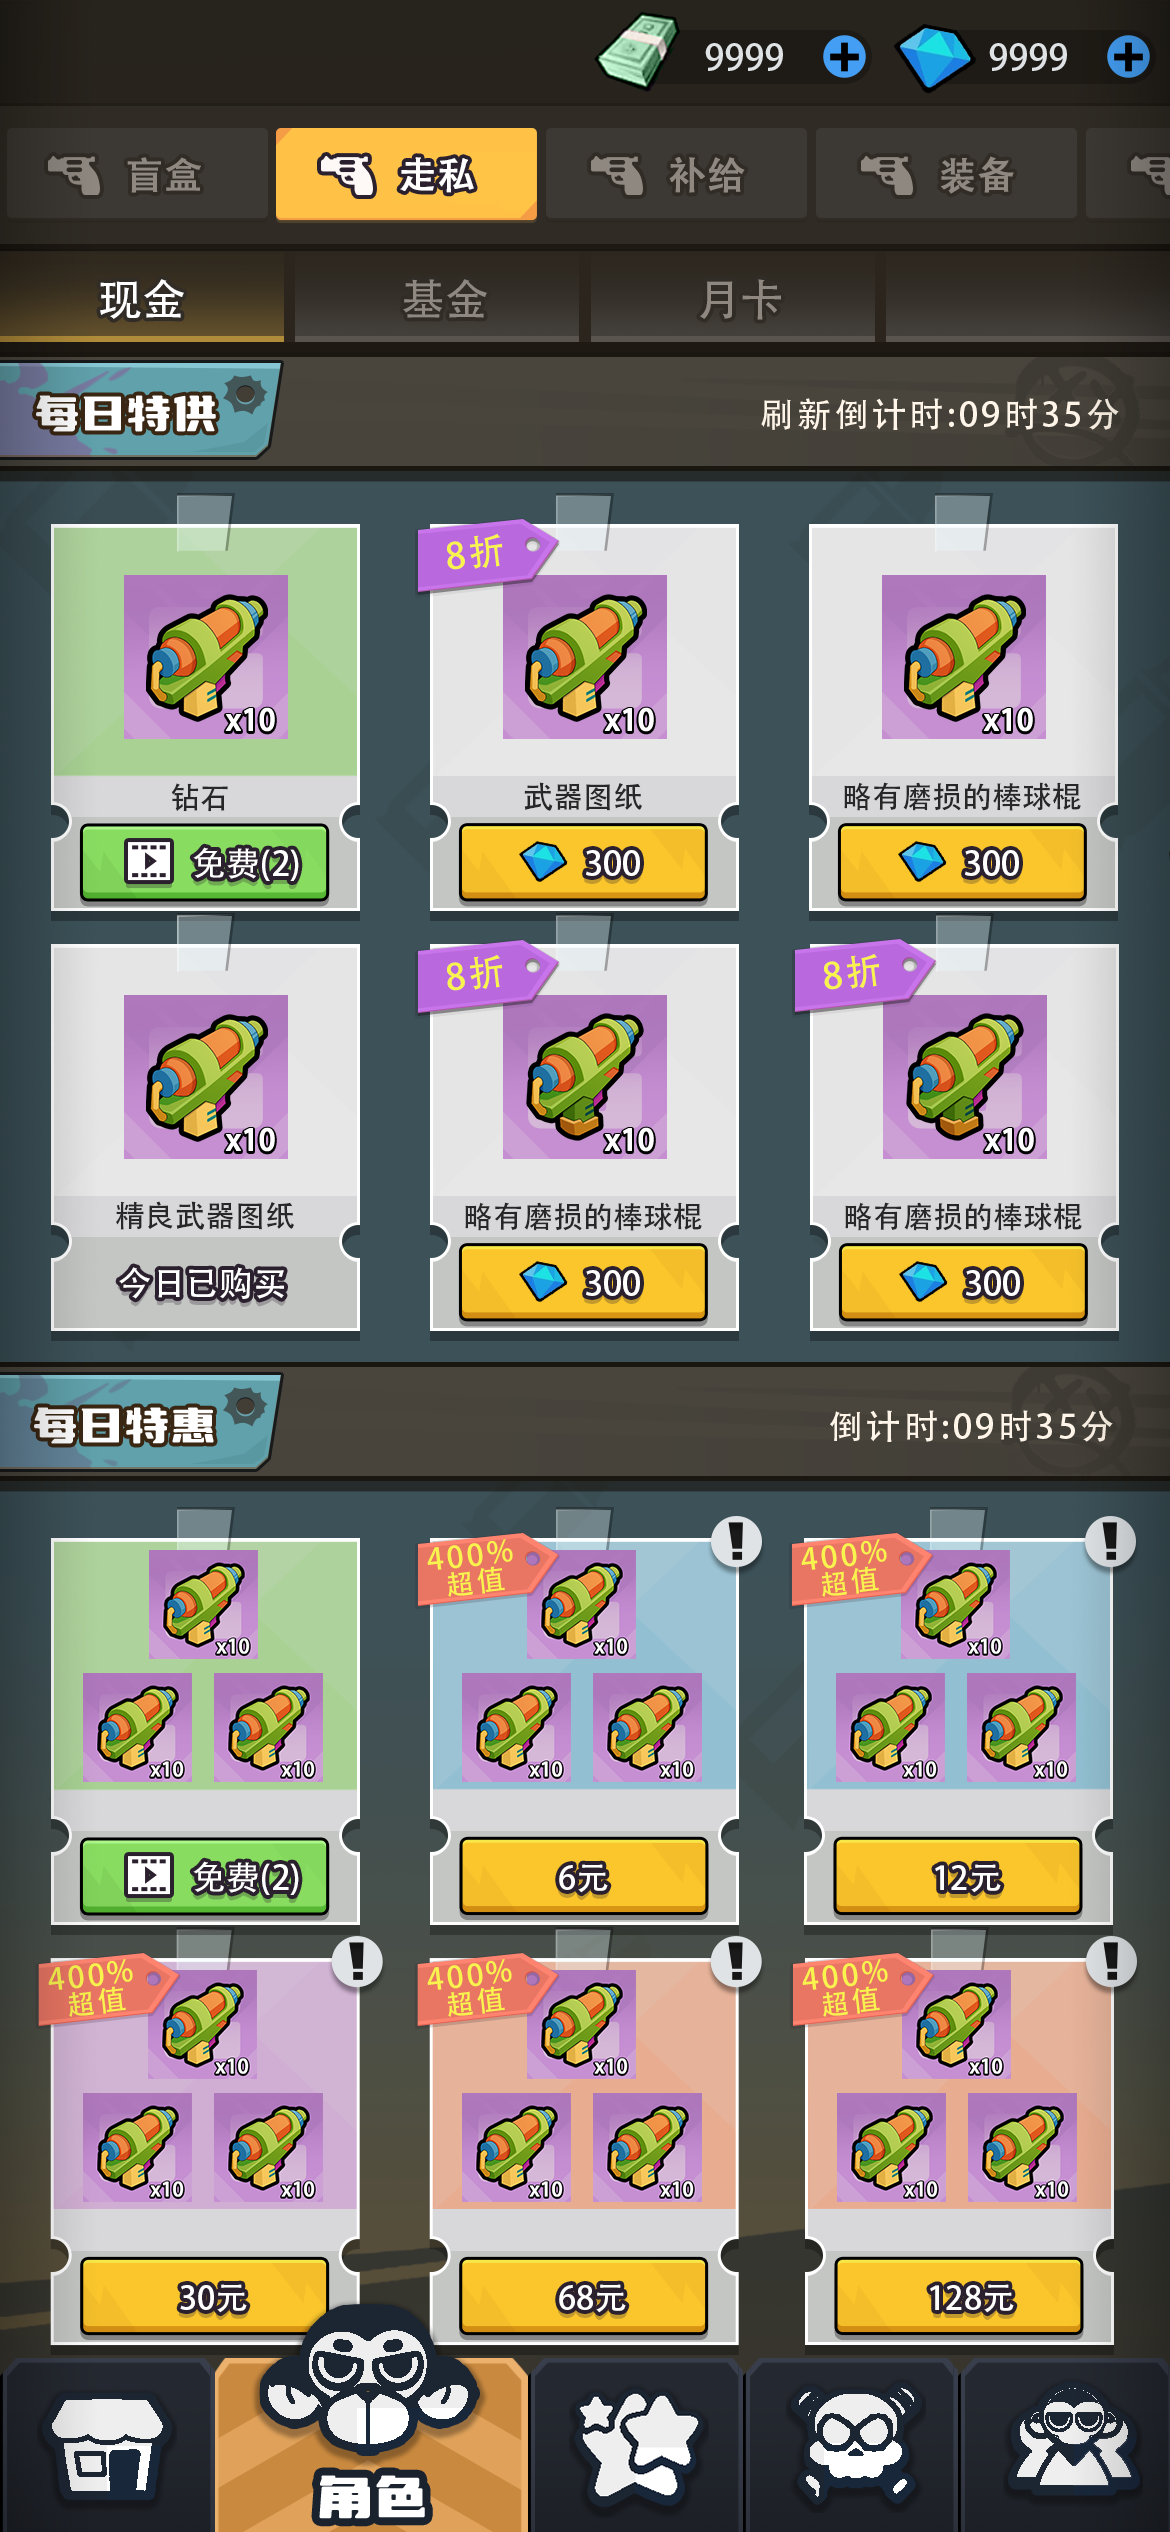 9999 9999
盲盒 走私 补给 装备
现金 基金 月卡
每日特供 刷新倒计时:09时35分
8折
x10 x10 x10
钻石 武器图纸 略有磨损的棒球棍
免费(2) 300 300
8折 8折
x10 x10 x10
精良武器图纸 略有磨损的棒球棍 略有磨损的棒球棍
今日已购买 300 300
每日特惠 倒计时:09时35分
400% 400%
超值 超值
x10 x10 x10
x10 x10 x10 x10 x10 x10
免费(2) 6元 12元
400% 400% 400%
超值 超值 超值
x10 x10 x10
x10 x10 x10 x10 x10 x10
30元 68元 128元
角色